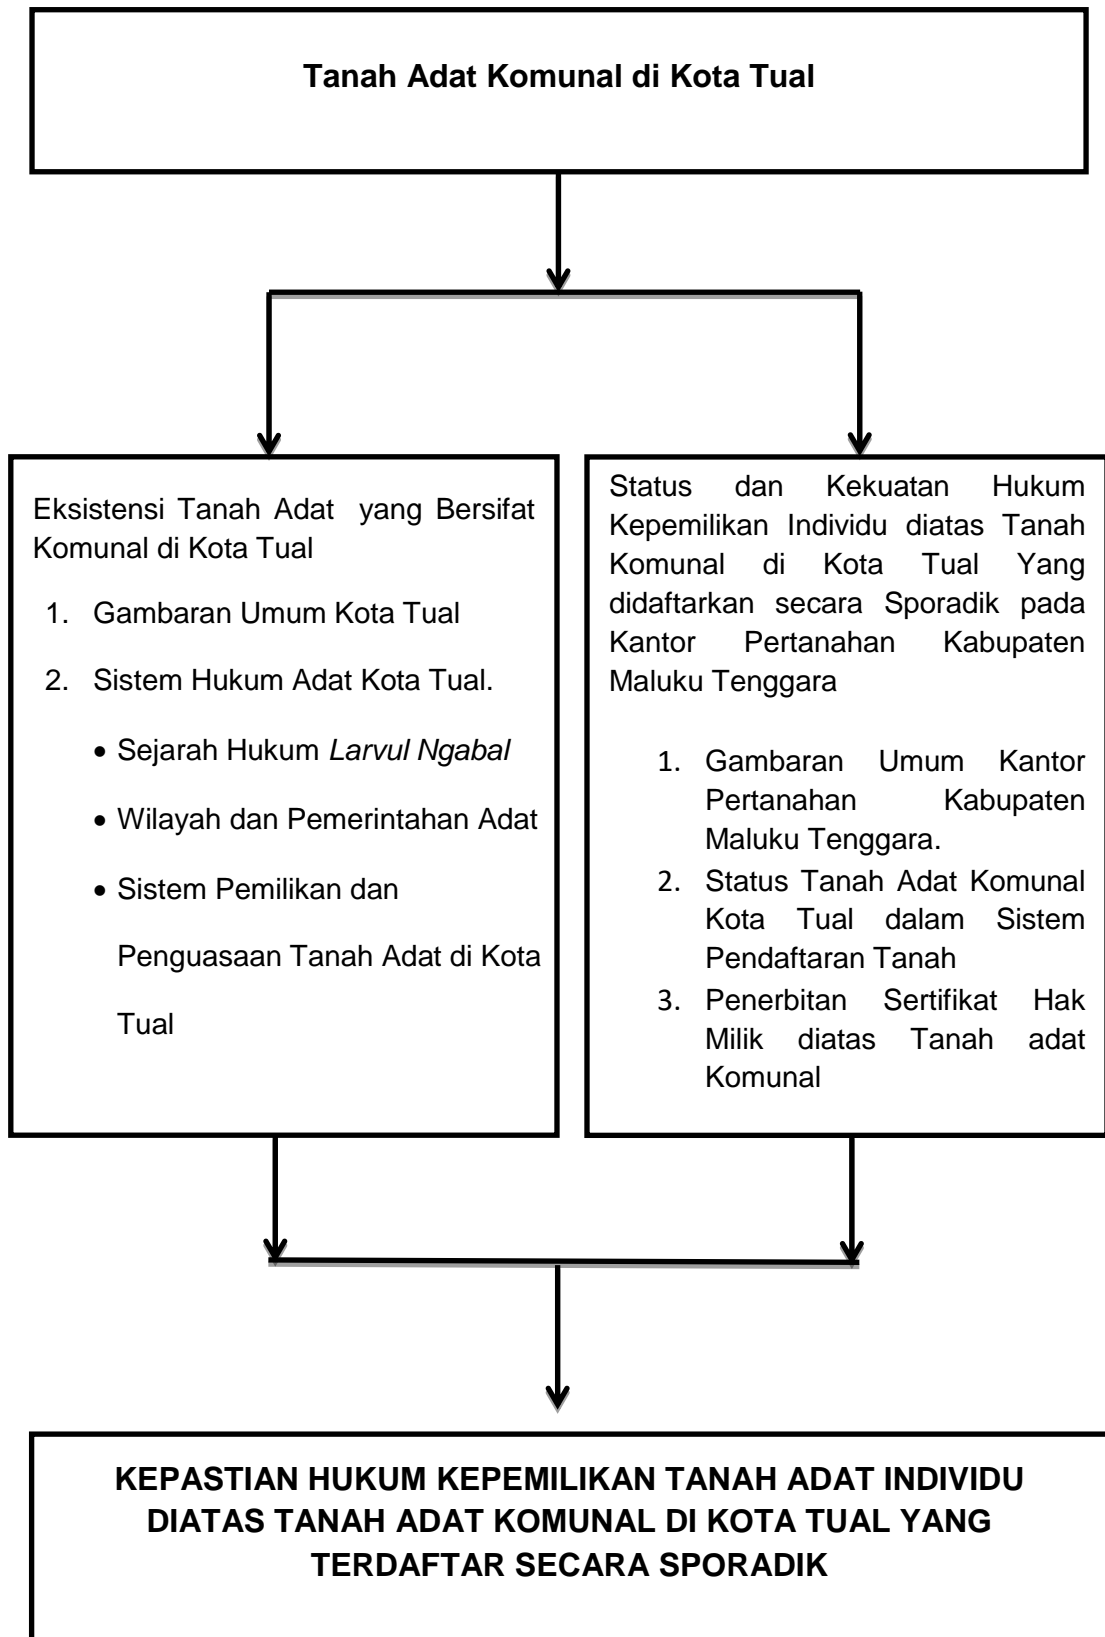 Tanah Adat Komunal di Kota Tual
Eksistensi Tanah Adat yang Bersifat
Komunal di Kota Tual
1. Gambaran Umum Kota Tual
2. Sistem Hukum Adat Kota Tual.
• Sejarah Hukum Larvul Ngabal
• Wilayah dan Pemerintahan Adat
• Sistem Pemilikan dan
Penguasaan Tanah Adat di Kota
Tual
Status dan Kekuatan Hukum
Kepemilikan Individu diatas Tanah
Komunal di Kota Tual Yang
didaftarkan secara Sporadik pada
Kantor Pertanahan Kabupaten
Maluku Tenggara
1. Gambaran Umum Kantor
Pertanahan Kabupaten
Maluku Tenggara.
2. Status Tanah Adat Komunal
Kota Tual dalam Sistem
Pendaftaran Tanah
3. Penerbitan Sertifikat Hak
Milik diatas Tanah adat
Komunal
KEPASTIAN HUKUM KEPEMILIKAN TANAH ADAT INDIVIDU
DIATAS TANAH ADAT KOMUNAL DI KOTA TUAL YANG
TERDAFTAR SECARA SPORADIK